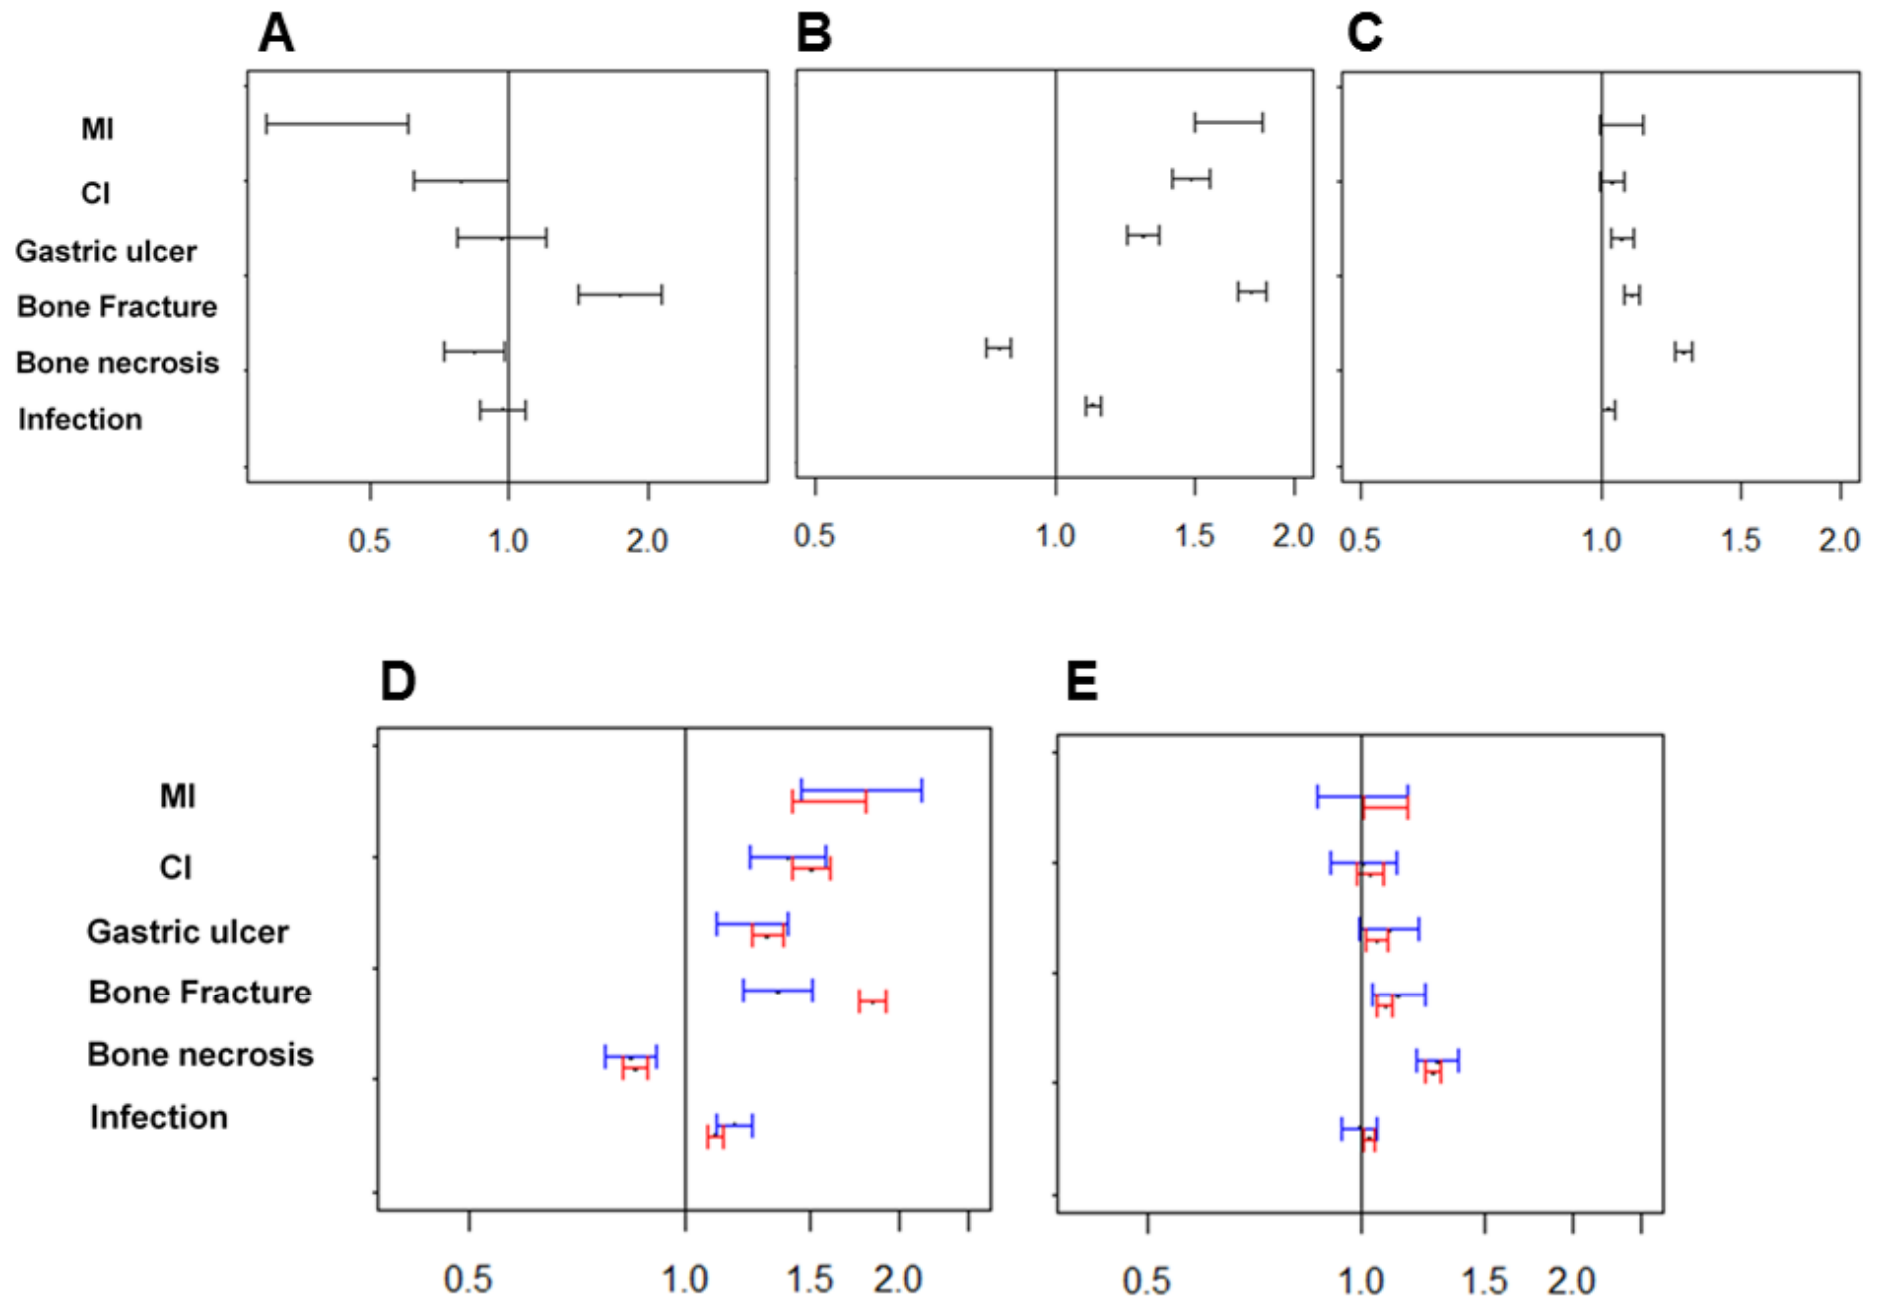 A B C
MI
CI
Gastric ulcer
Bone Fracture
Bone necrosis
Infection
0.5 1.0 2.0 0.5 1.0 1.5 2.0 0.5 1.0 1.5 2.0
D E
MI
CI
Gastric ulcer
Bone Fracture
Bone necrosis
Infection
0.5 1.0 1.5 2.0 0.5 1.0 1.5 2.0